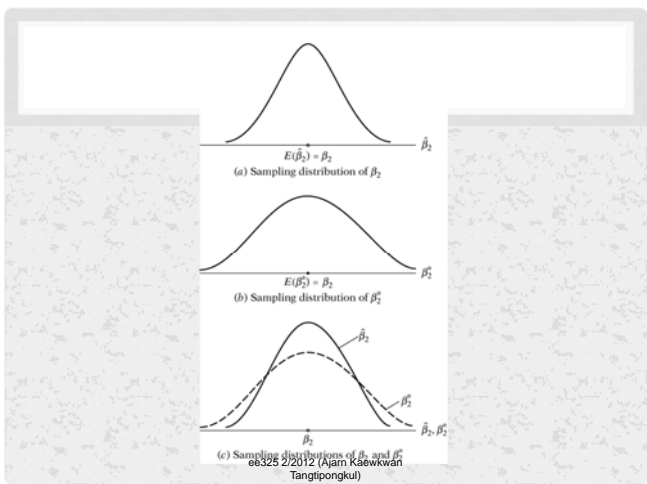 β̂₂
E(β̂₂) = β₂
(a) Sampling distribution of β̂₂
β₂*
E(β₂*) = β₂
(b) Sampling distribution of β₂*
β̂₂
β₂*
β₂
β̂₂, β₂*
(c) Sampling distributions of β̂₂ and β₂*
ee325 2/2012 (Ajarn Kaewkwan
Tangtipongkul)